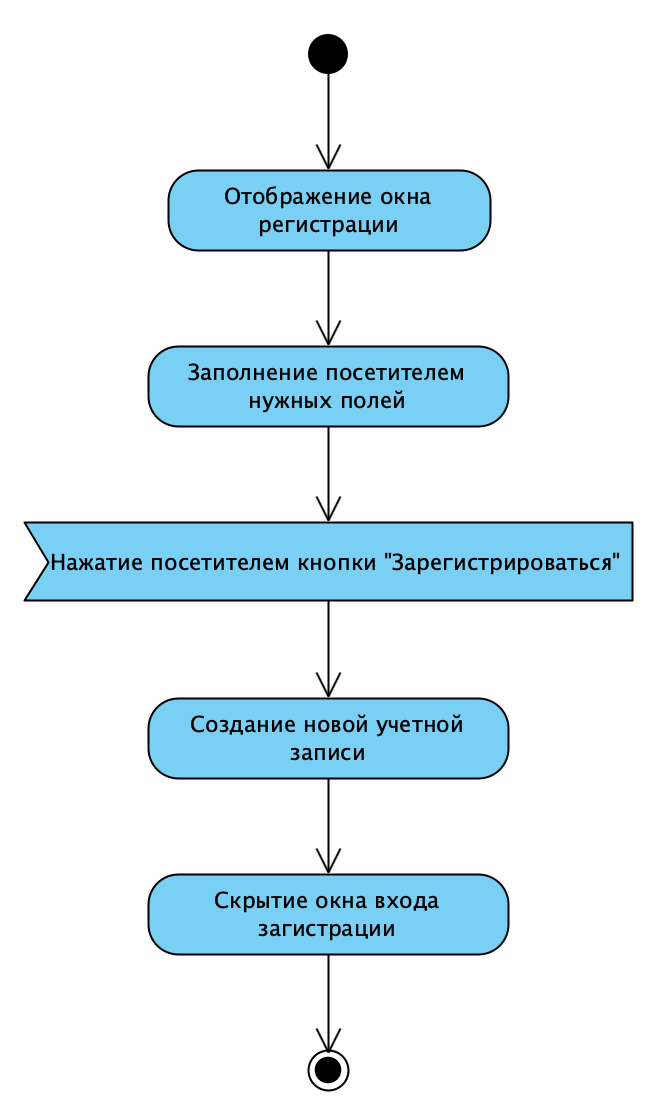 Отображение окна
регистрации
Заполнение посетителем
нужных полей
Нажатие посетителем кнопки "Зарегистрироваться"
Создание новой учетной
записи
Скрытие окна входа
загистрации